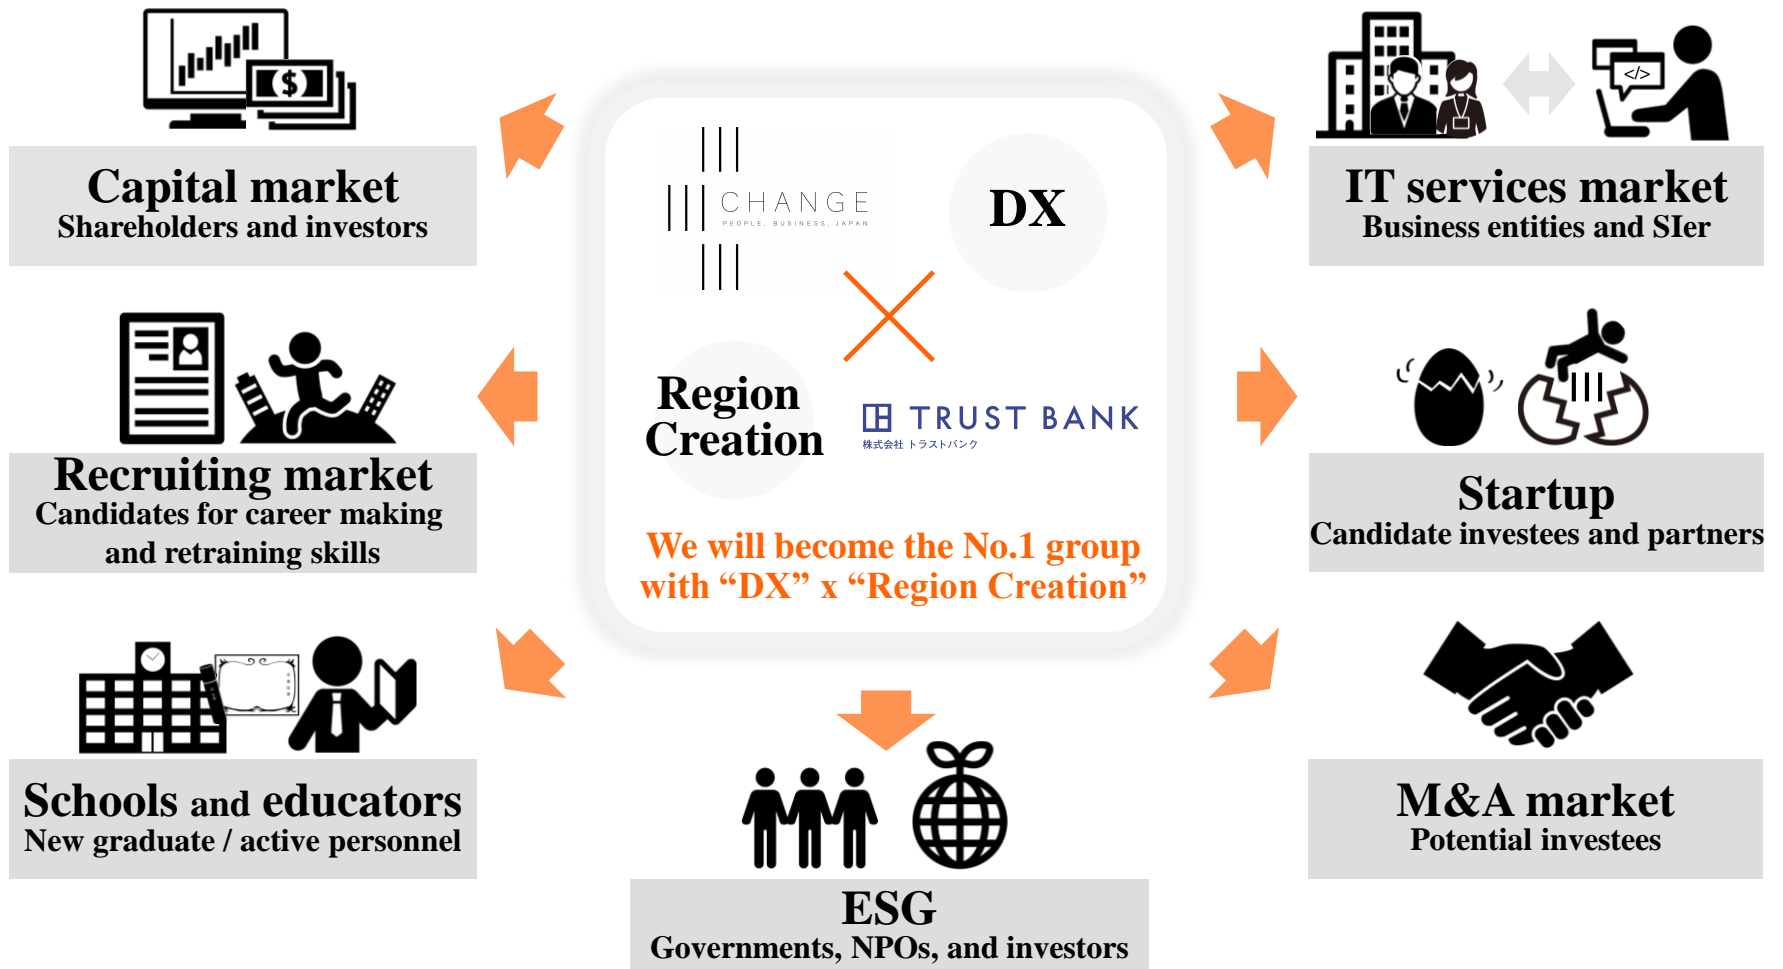 Capital market
Shareholders and investors
Recruiting market
Candidates for career making
and retraining skills
Schools and educators
New graduate / active personnel
CHANGE
PEOPLE. BUSINESS. JAPAN
DX
Region
Creation
TRUST BANK
株式会社 トラストバンク
We will become the No.1 group
with “DX” x “Region Creation”
ESG
Governments, NPOs, and investors
</>
IT services market
Business entities and SIer
Startup
Candidate investees and partners
M&A market
Potential investees